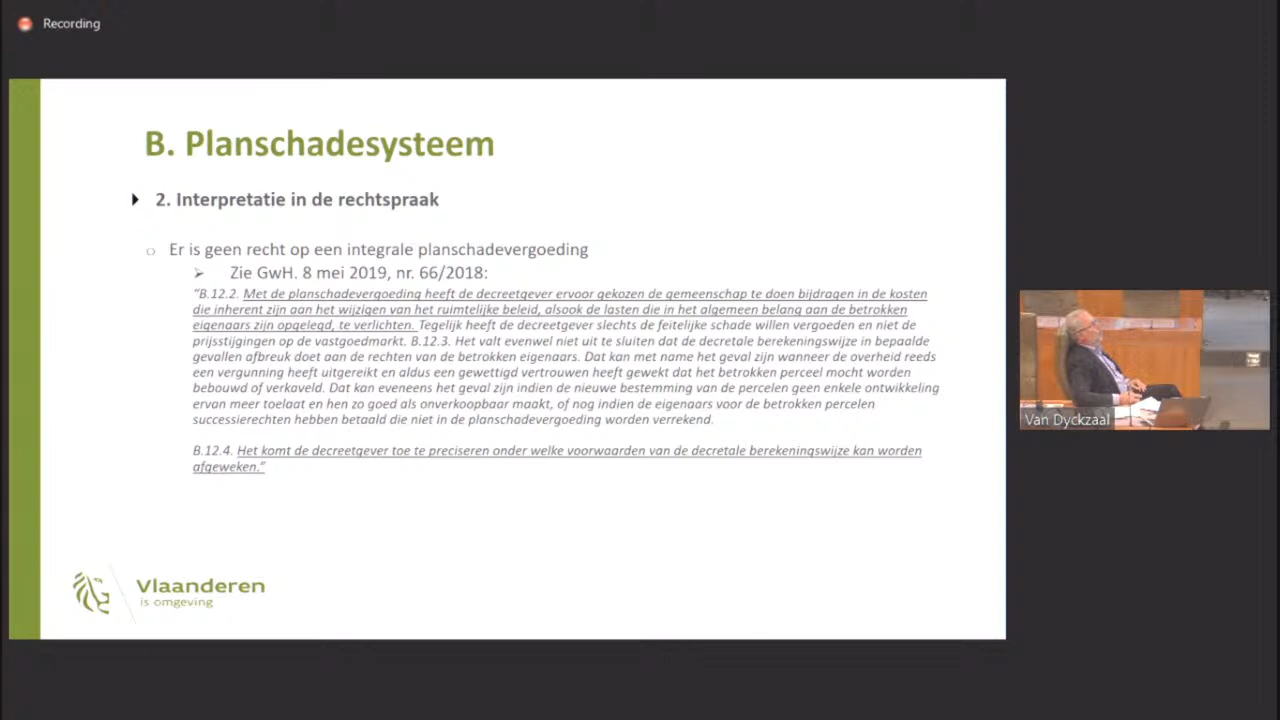 Recording
B. Planschadesysteem
2. Interpretatie in de rechtspraak
Er is geen recht op een integrale planschadevergoeding
Zie GwH. 8 mei 2019, nr. 66/2018:
“B.12.2. Met de planschadevergoeding heeft de decreetgever ervoor gekozen de gemeenschap te doen bijdragen in de kosten
die inherent zijn aan het wijzigen van het ruimtelijke beleid, alsook de lasten die in het algemeen belang aan de betrokken
eigenaars zijn opgelegd, te verlichten. Tegelijk heeft de decreetgever slechts de feitelijke schade willen vergoeden en niet de
prijsstijgingen op de vastgoedmarkt. B.12.3. Het valt evenwel niet uit te sluiten dat de decretale berekeningswijze in bepaalde
gevallen afbreuk doet aan de rechten van de betrokken eigenaars. Dat kan met name het geval zijn wanneer de overheid reeds
een vergunning heeft uitgereikt en aldus een gewettigd vertrouwen heeft gewekt dat het betrokken perceel mocht worden
bebouwd of verkaveld. Dat kan eveneens het geval zijn indien de nieuwe bestemming van de percelen geen enkele ontwikkeling
ervan meer toelaat en hen zo goed als onverkoopbaar maakt, of nog indien de eigenaars voor de betrokken percelen
successierechten hebben betaald die niet in de planschadevergoeding worden verrekend.
B.12.4. Het komt de decreetgever toe te preciseren onder welke voorwaarden van de decretale berekeningswijze kan worden
afgeweken.”
Van Dyckzaal
Vlaanderen
is omgeving